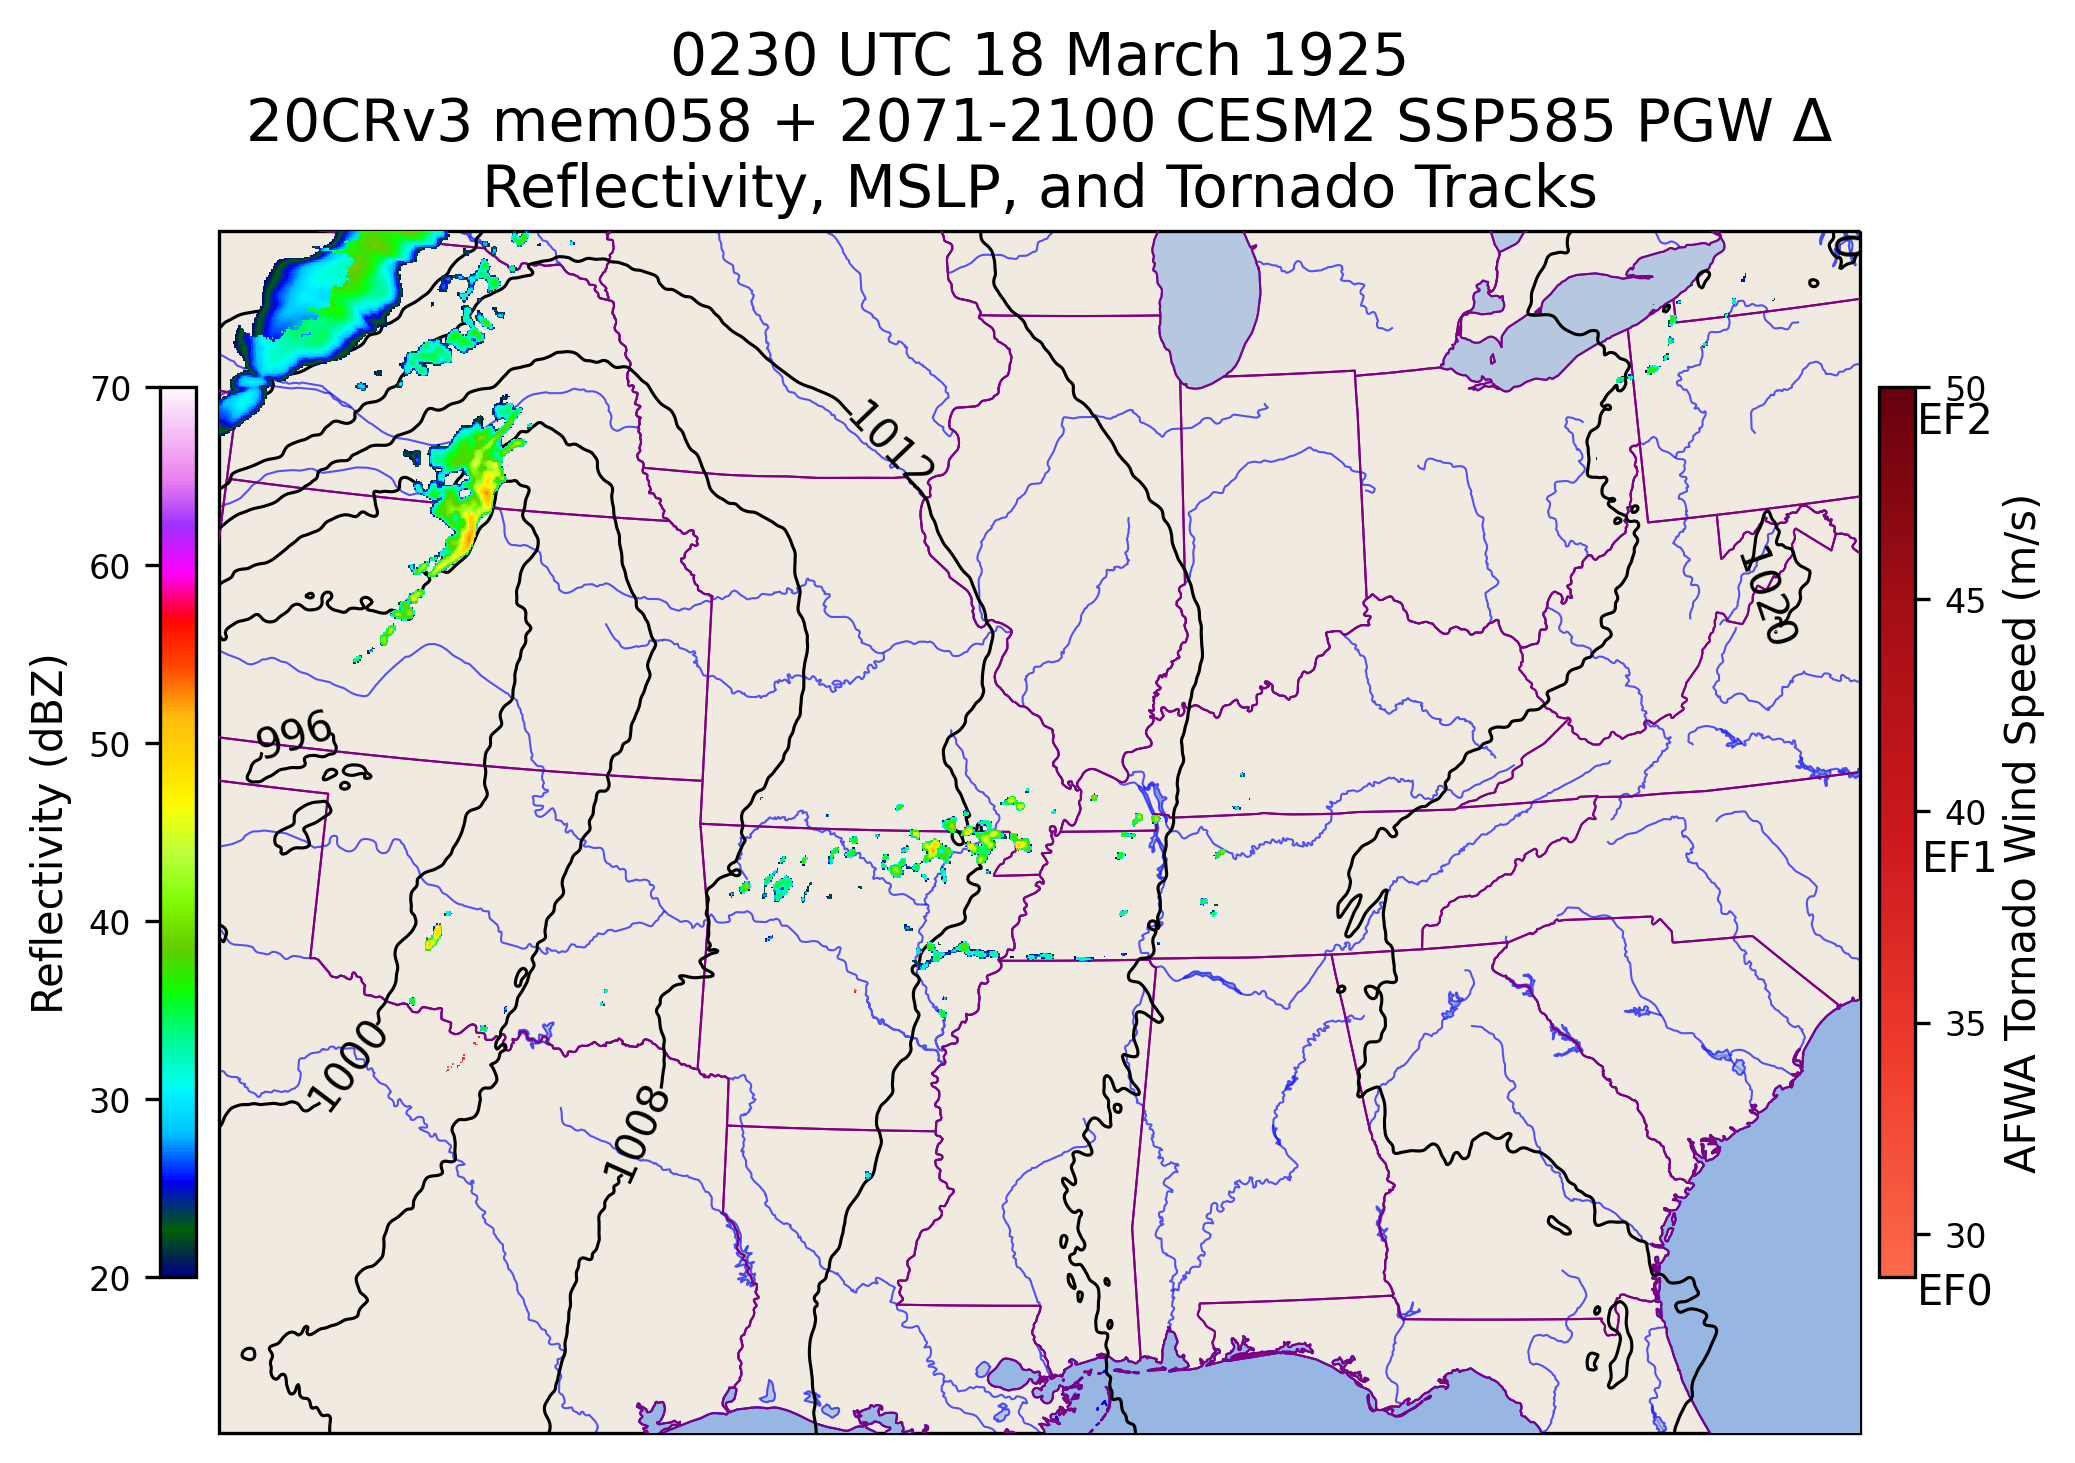 0230 UTC 18 March 1925
20CRv3 mem058 + 2071-2100 CESM2 SSP585 PGW Δ
Reflectivity, MSLP, and Tornado Tracks
Reflectivity (dBZ)
70
60
50
40
30
20
1012
1020
996
1000
1008
50
EF2
45
40
EF1
35
30
EF0
AFWA Tornado Wind Speed (m/s)